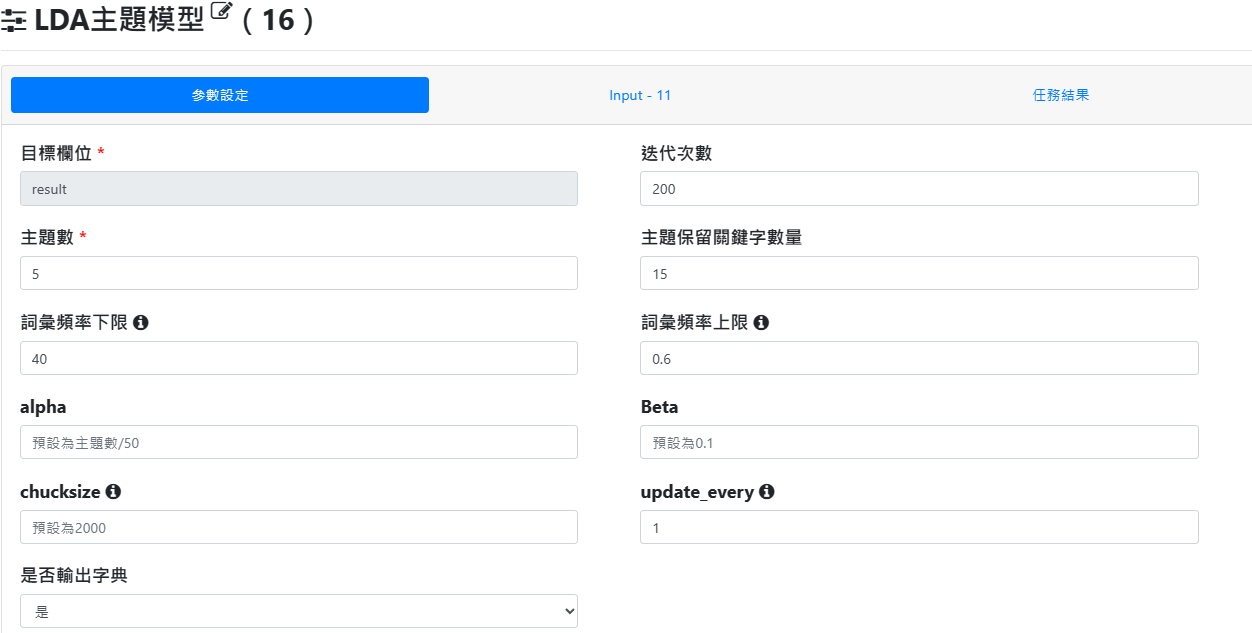 LDA主題模型 ( 16 )
參數設定 Input - 11 任務結果
目標欄位 * 迭代次數
result 200
主題數 * 主題保留關鍵字數量
5 15
詞彙頻率下限 詞彙頻率上限
40 0.6
alpha Beta
預設為主題數/50 預設為0.1
chucksize update_every
預設為2000 1
是否輸出字典
是